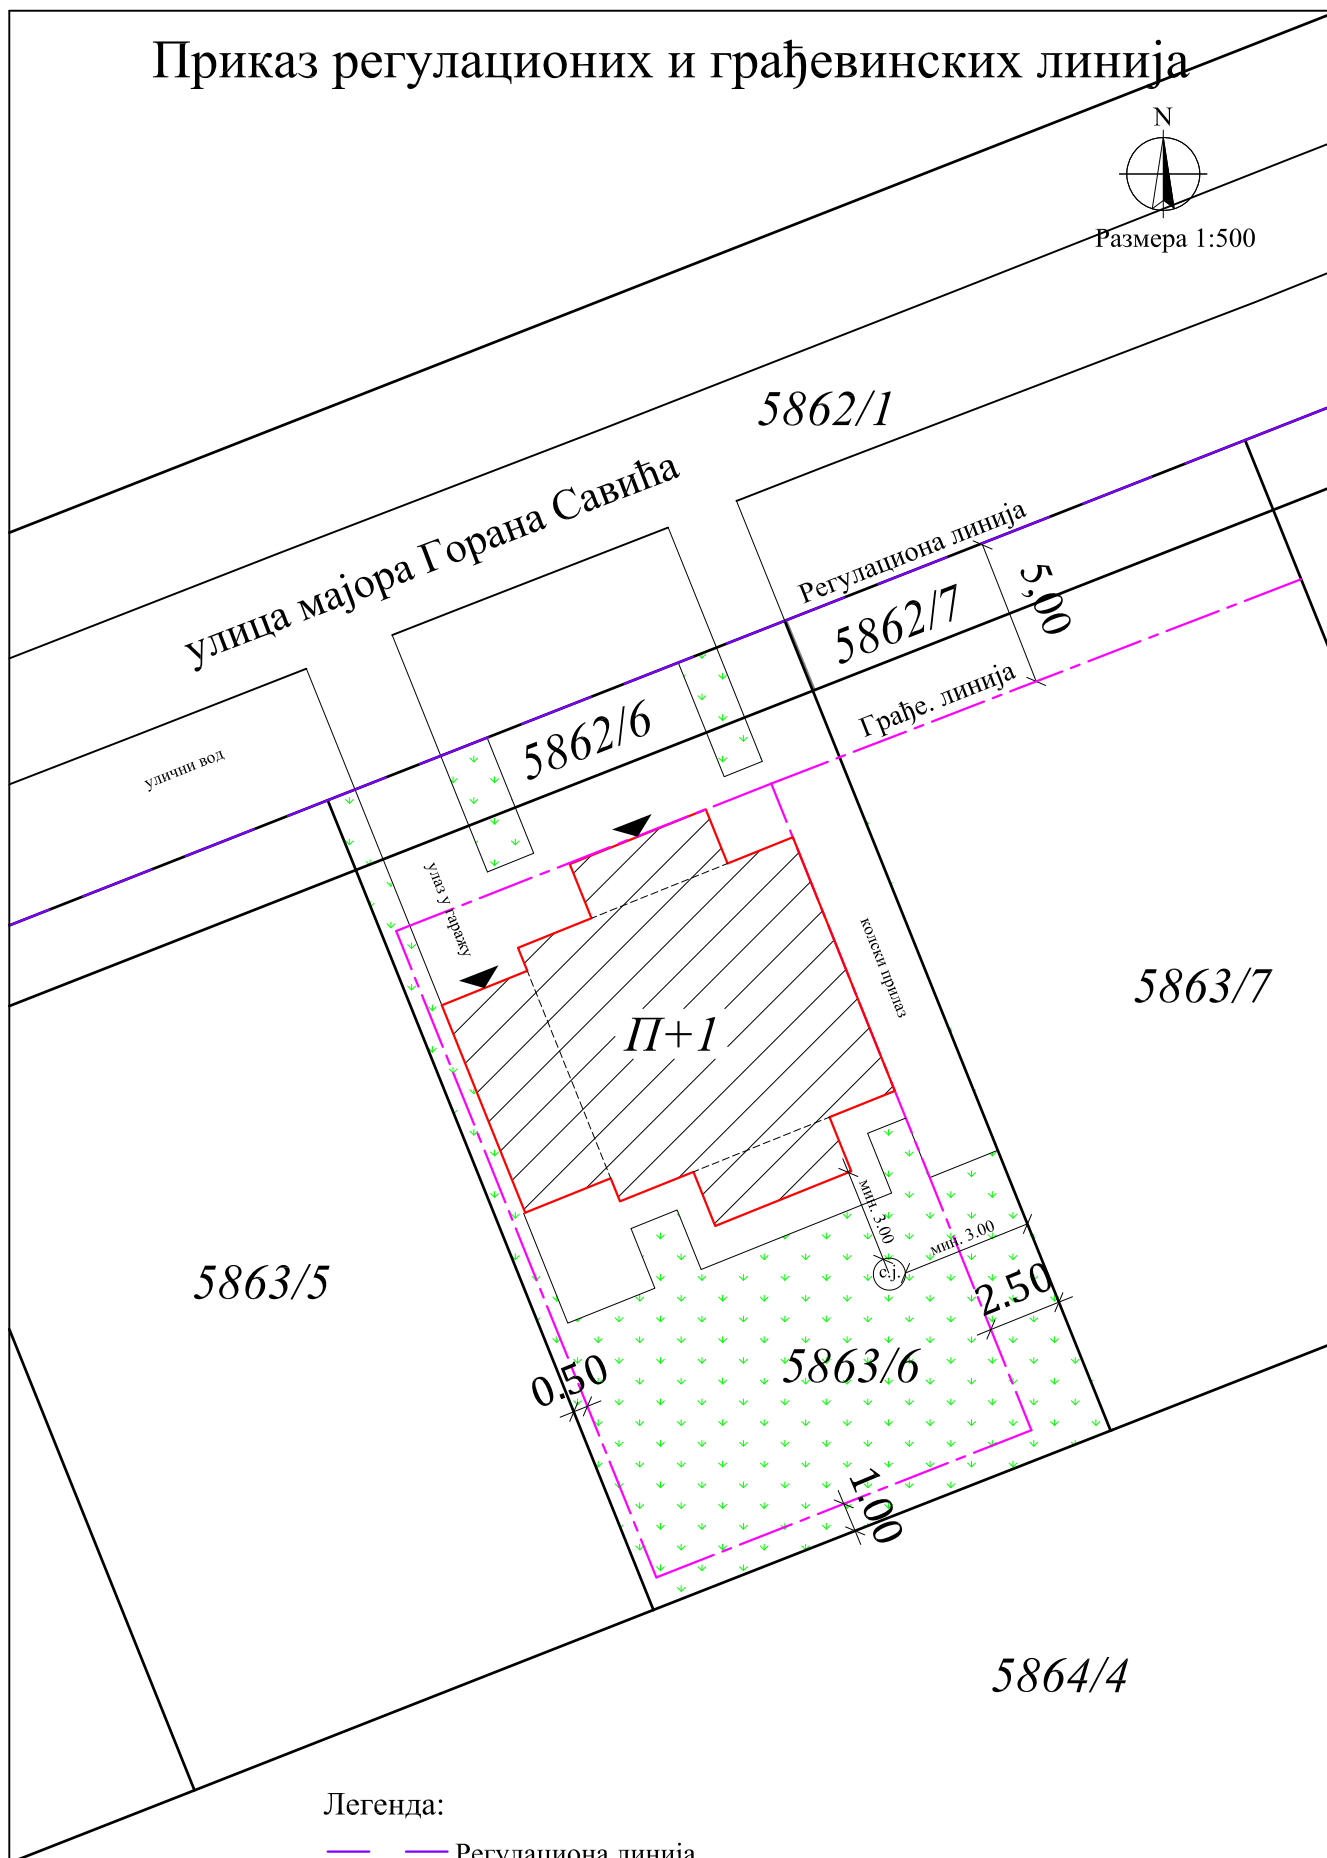 Приказ регулационих и грађевинских линија
N
Размера 1:500
5862/1
улица мајора Горана Савића
Регулациона линија
5,00
5862/7
Грађе. линија
5862/6
улични вод
улаз у гаражу
колски прилаз
5863/7
П+1
мин. 3.00
мин. 3.00
с.ј.
2.50
5863/5
5863/6
0.50
1.00
5864/4
Легенда:
Регулациона линија